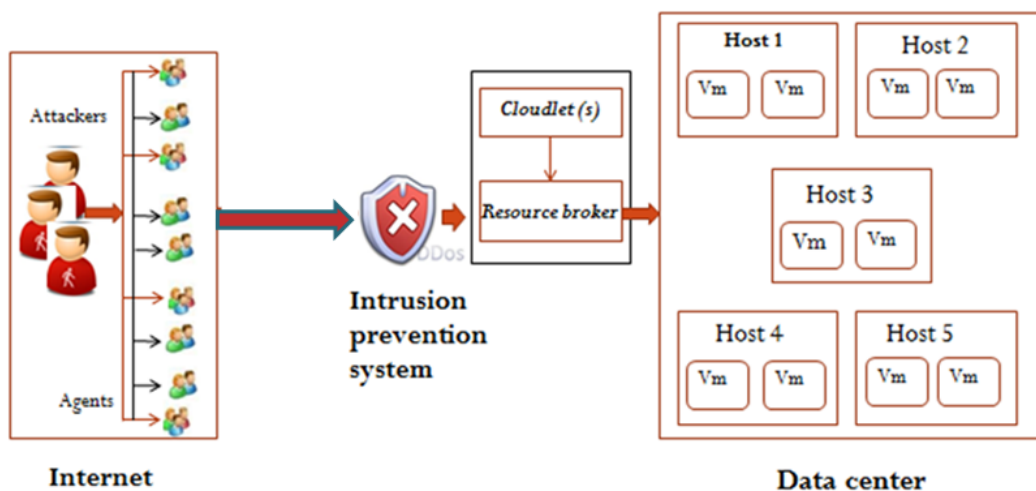 Attackers
Agents
Internet
DDos
Intrusion
prevention
system
Cloudlet (s)
Resource broker
Host 1
Vm
Vm
Host 2
Vm
Vm
Host 3
Vm
Vm
Host 4
Vm
Vm
Host 5
Vm
Vm
Data center